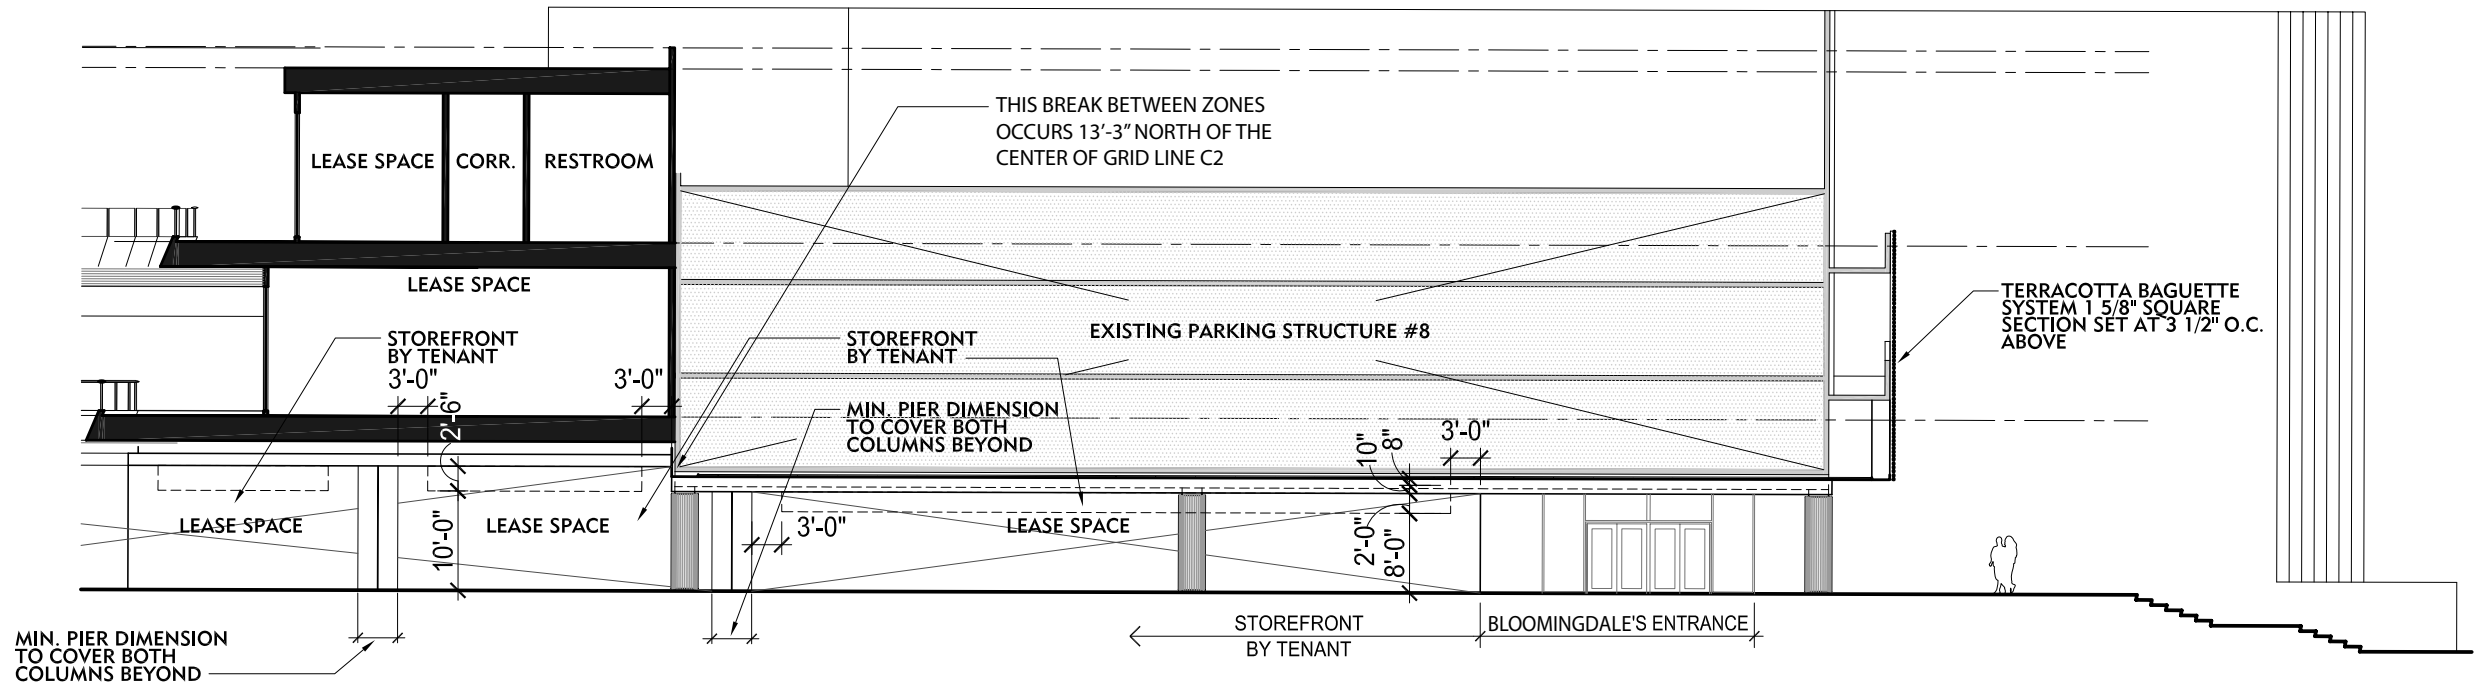 THIS BREAK BETWEEN ZONES
OCCURS 13’-3” NORTH OF THE
CENTER OF GRID LINE C2
LEASE SPACE
CORR.
RESTROOM
LEASE SPACE
STOREFRONT
BY TENANT
3'-0"
3'-0"
2'-6"
STOREFRONT
BY TENANT
EXISTING PARKING STRUCTURE #8
TERRACOTTA BAGUETTE
SYSTEM 1 5/8" SQUARE
SECTION SET AT 3 1/2" O.C.
ABOVE
MIN. PIER DIMENSION
TO COVER BOTH
COLUMNS BEYOND
10"
8"
3'-0"
LEASE SPACE
LEASE SPACE
10'-0"
3'-0"
LEASE SPACE
2'-0"
8'-0"
STOREFRONT
BY TENANT
BLOOMINGDALE'S ENTRANCE
MIN. PIER DIMENSION
TO COVER BOTH
COLUMNS BEYOND